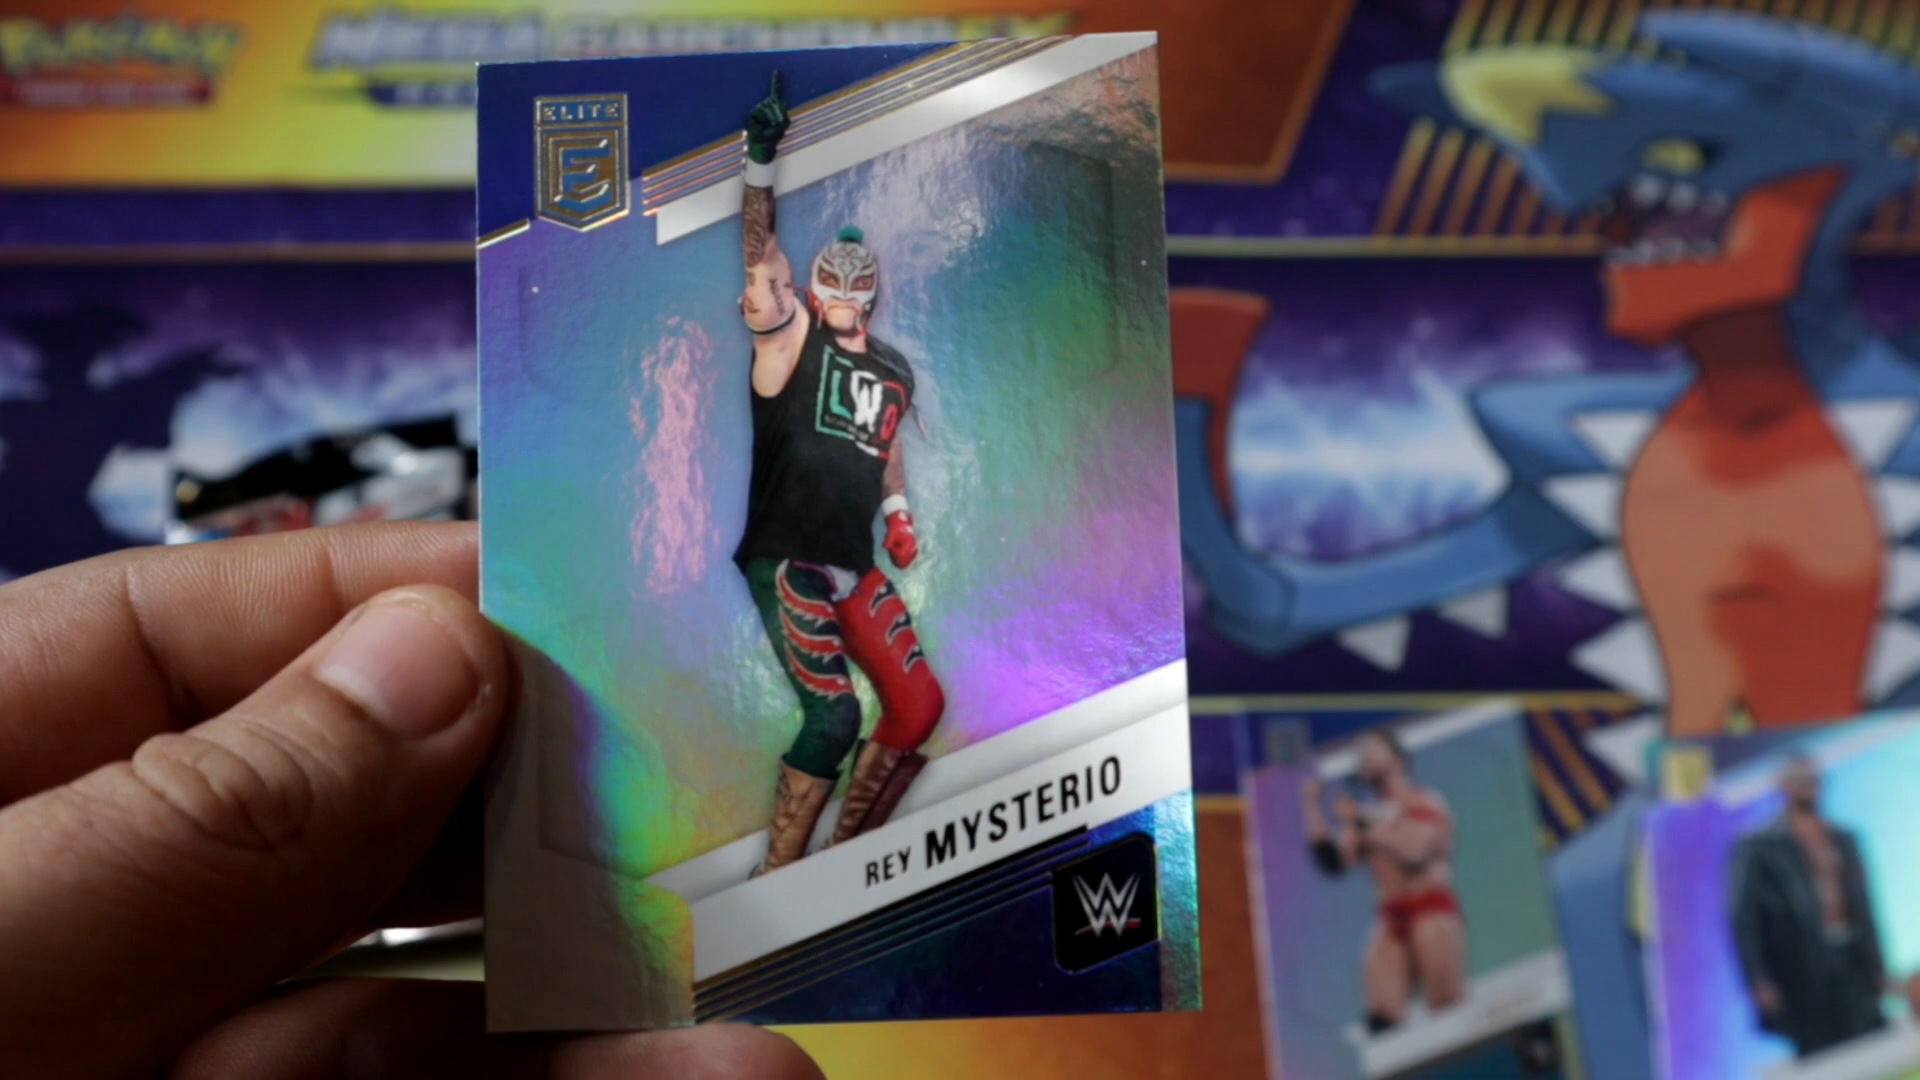 Pokémon
MEGA GARCHOMP EX
ELITE
E
LWO
REY MYSTERIO
W